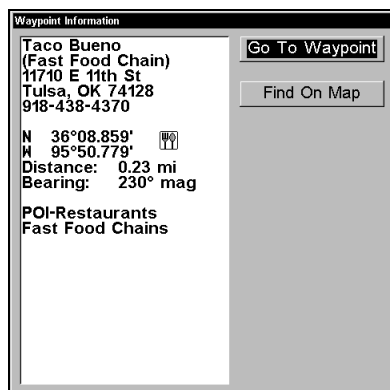 Waypoint Information
Taco Bueno
(Fast Food Chain)
11710 E 11th St
Tulsa, OK 74128
918-438-4370
N 36°08.859'
W 95°50.779'
Distance: 0.23 mi
Bearing: 230° mag
POI-Restaurants
Fast Food Chains
Go To Waypoint
Find On Map